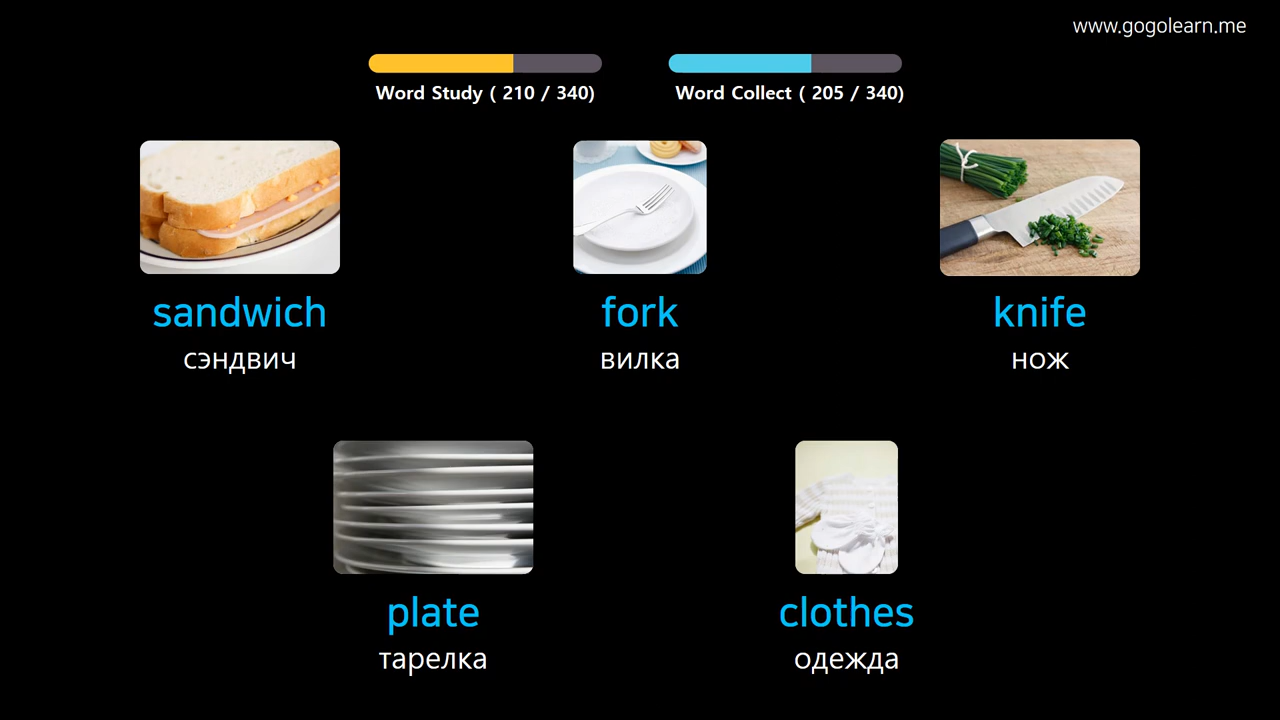 www.gogolearn.me
Word Study ( 210 / 340)
Word Collect ( 205 / 340)
sandwich
сэндвич
fork
вилка
knife
нож
plate
тарелка
clothes
одежда